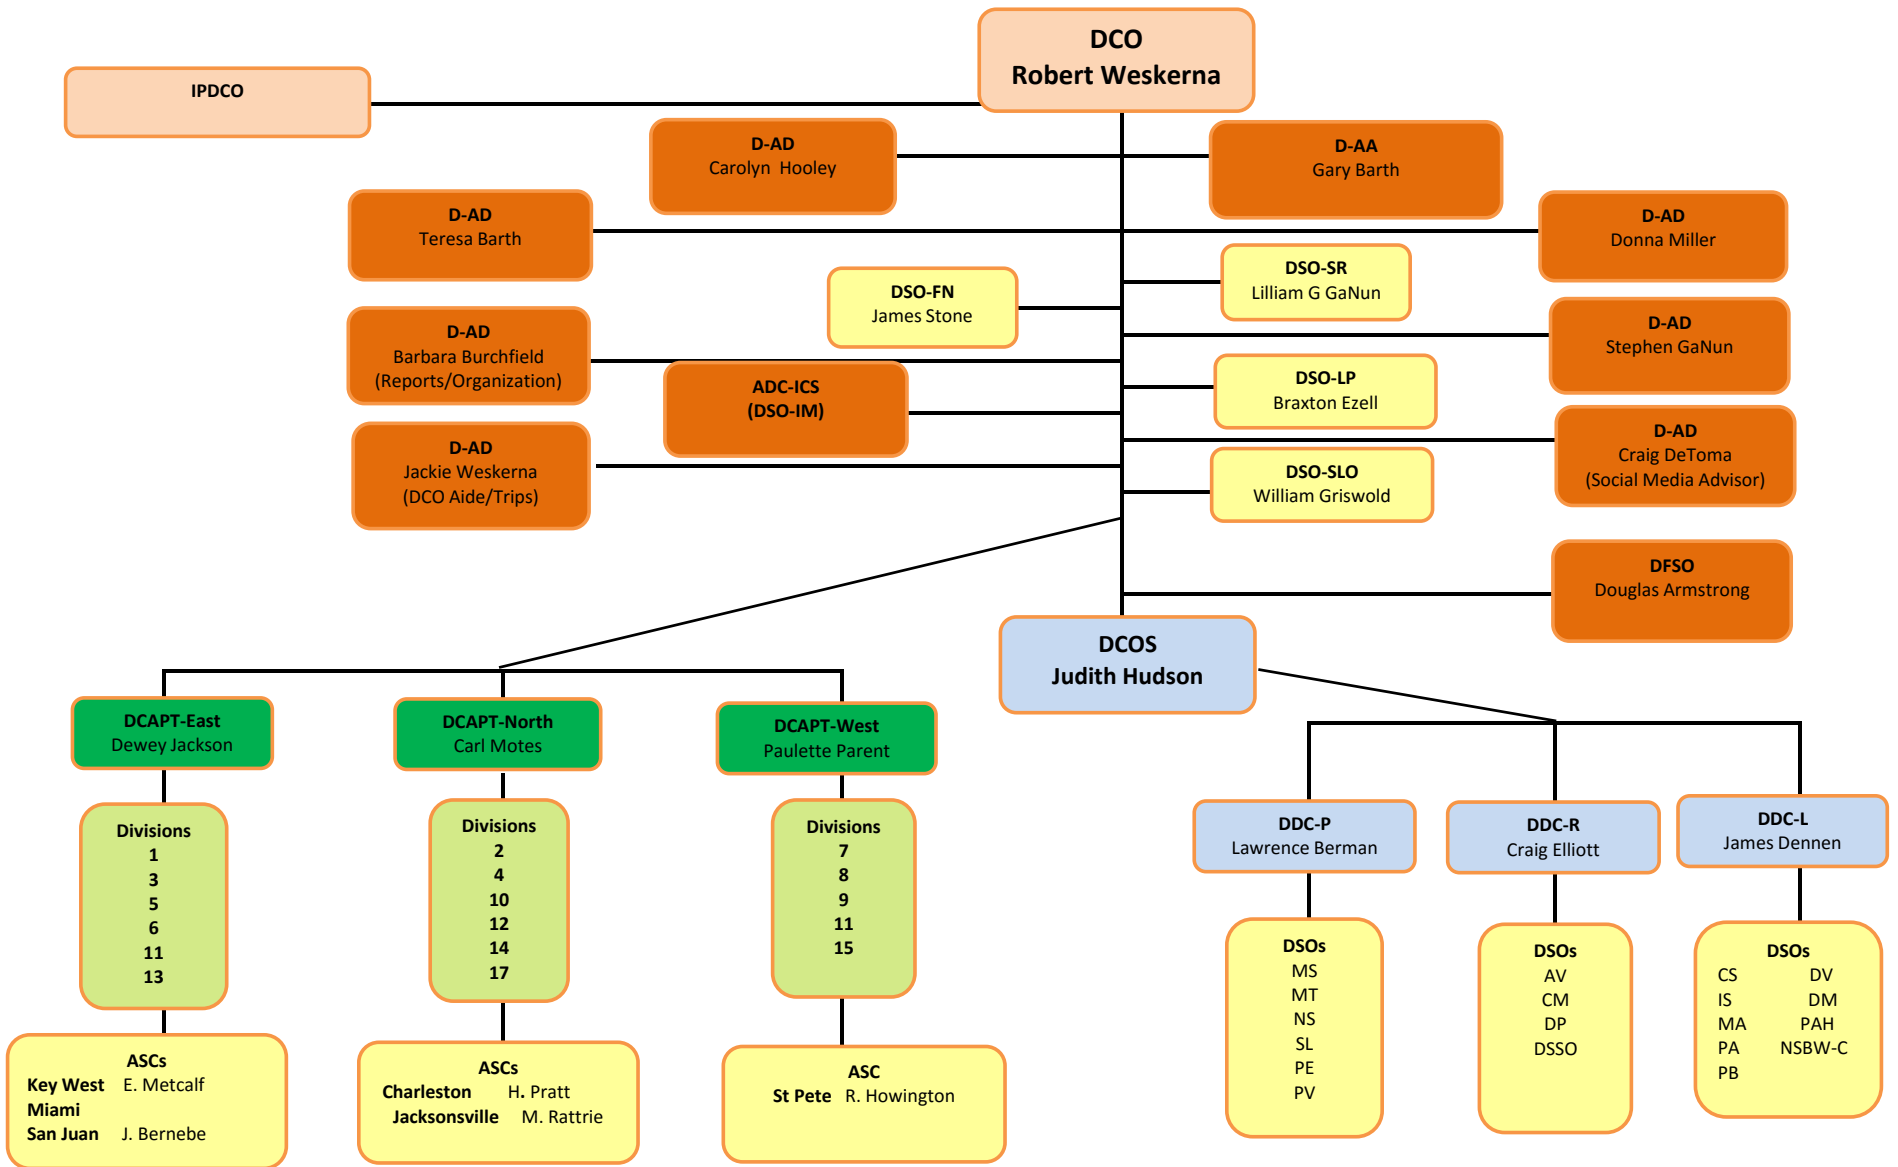 DCO
Robert Weskerna
IPDCO
D-AD
Carolyn Hooley
D-AA
Gary Barth
D-AD
Teresa Barth
D-AD
Donna Miller
DSO-SR
Lilliam G GaNun
DSO-FN
James Stone
D-AD
Stephen GaNun
D-AD
Barbara Burchfield
(Reports/Organization)
ADC-ICS
(DSO-IM)
DSO-LP
Braxton Ezell
D-AD
Craig DeToma
(Social Media Advisor)
D-AD
Jackie Weskerna
(DCO Aide/Trips)
DSO-SLO
William Griswold
DFSO
Douglas Armstrong
DCOS
Judith Hudson
DCAPT-East
Dewey Jackson
DCAPT-North
Carl Motes
DCAPT-West
Paulette Parent
Divisions
1
3
5
6
11
13
Divisions
2
4
10
12
14
17
Divisions
7
8
9
11
15
ASCs
Key West E. Metcalf
Miami
San Juan J. Bernebe
ASCs
Charleston H. Pratt
Jacksonsville M. Rattrie
ASC
St Pete R. Howington
DDC-P
Lawrence Berman
DDC-R
Craig Elliott
DDC-L
James Dennen
DSOs
MS
MT
NS
SL
PE
PV
DSOs
AV
CM
DP
DSSO
DSOs
CS DV
IS DM
MA PAH
PA NSBW-C
PB